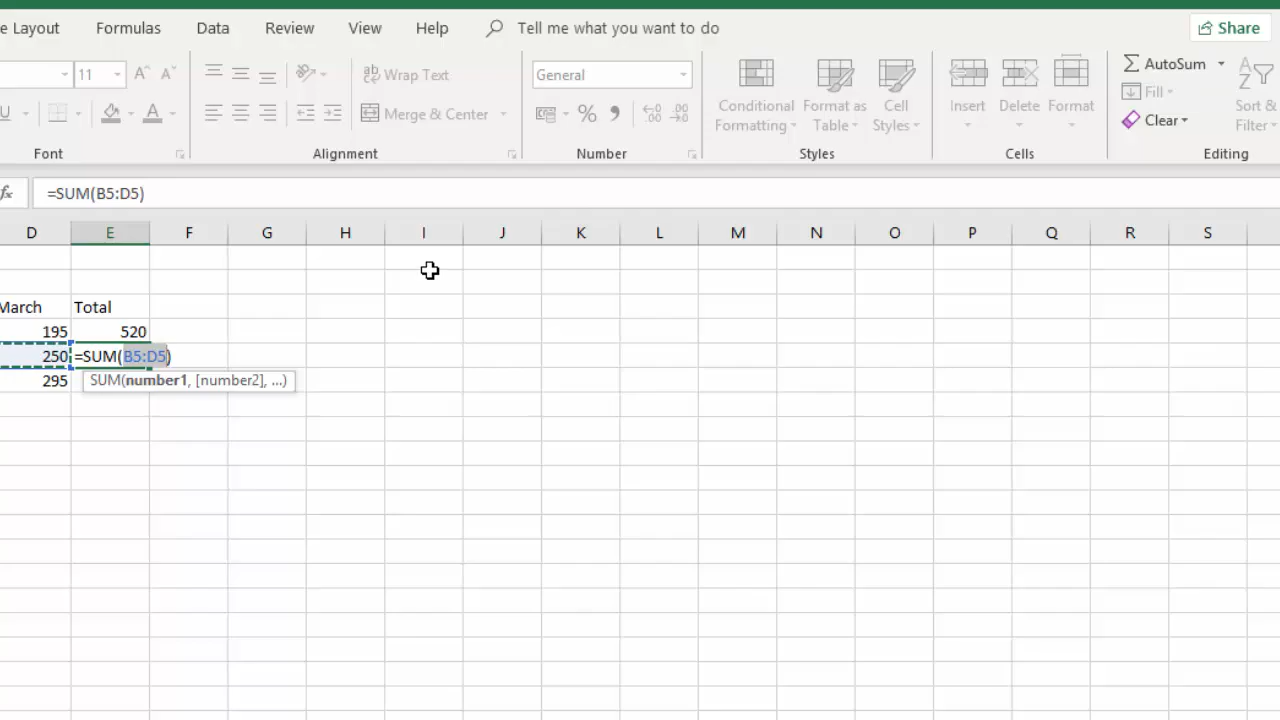 e Layout Formulas Data Review View Help Tell me what you want to do Share
11 A A ab Wrap Text General Conditional Formatting Format as Table Cell Styles Insert Delete Format AutoSum Fill Clear Sort & Filter
U A Merge & Center % .00
Font Alignment Number Styles Cells Editing
fx =SUM(B5:D5)
D E F G H I J K L M N O P Q R S
March Total
195 520
250 =SUM(B5:D5)
295 SUM(number1, [number2], ...)